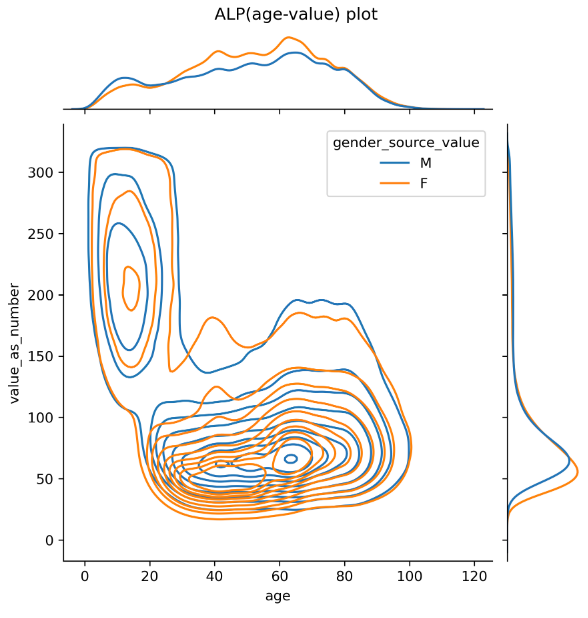 ALP(age-value) plot
gender_source_value
M
F
300
250
200
150
100
50
0
value_as_number
0 20 40 60 80 100 120
age